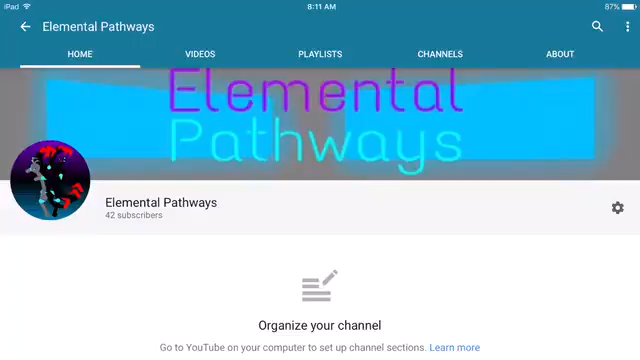 iPad 8:11 AM 87%
Elemental Pathways
HOME VIDEOS PLAYLISTS CHANNELS ABOUT
Elemental
Pathways
Elemental Pathways
42 subscribers
Organize your channel
Go to YouTube on your computer to set up channel sections. Learn more